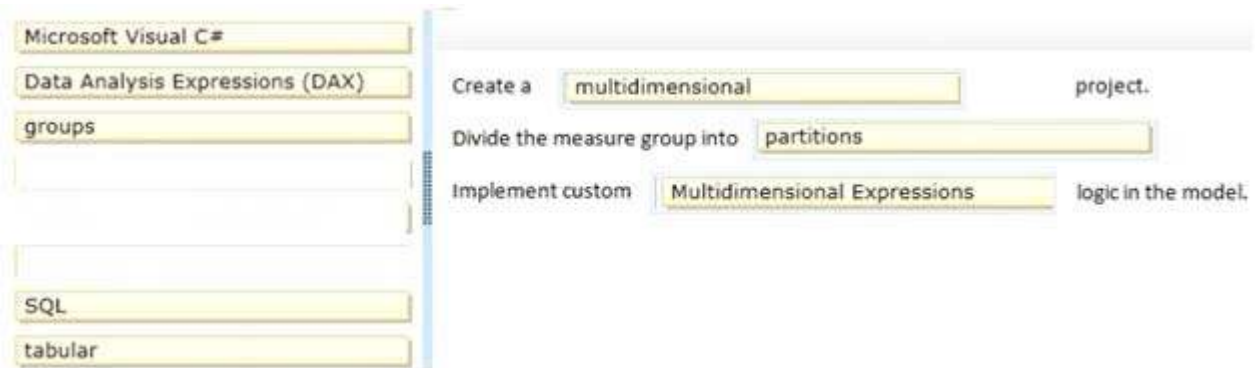 Microsoft Visual C#
Data Analysis Expressions (DAX)
groups
SQL
tabular
Create a multidimensional project.
Divide the measure group into partitions
Implement custom Multidimensional Expressions logic in the model.